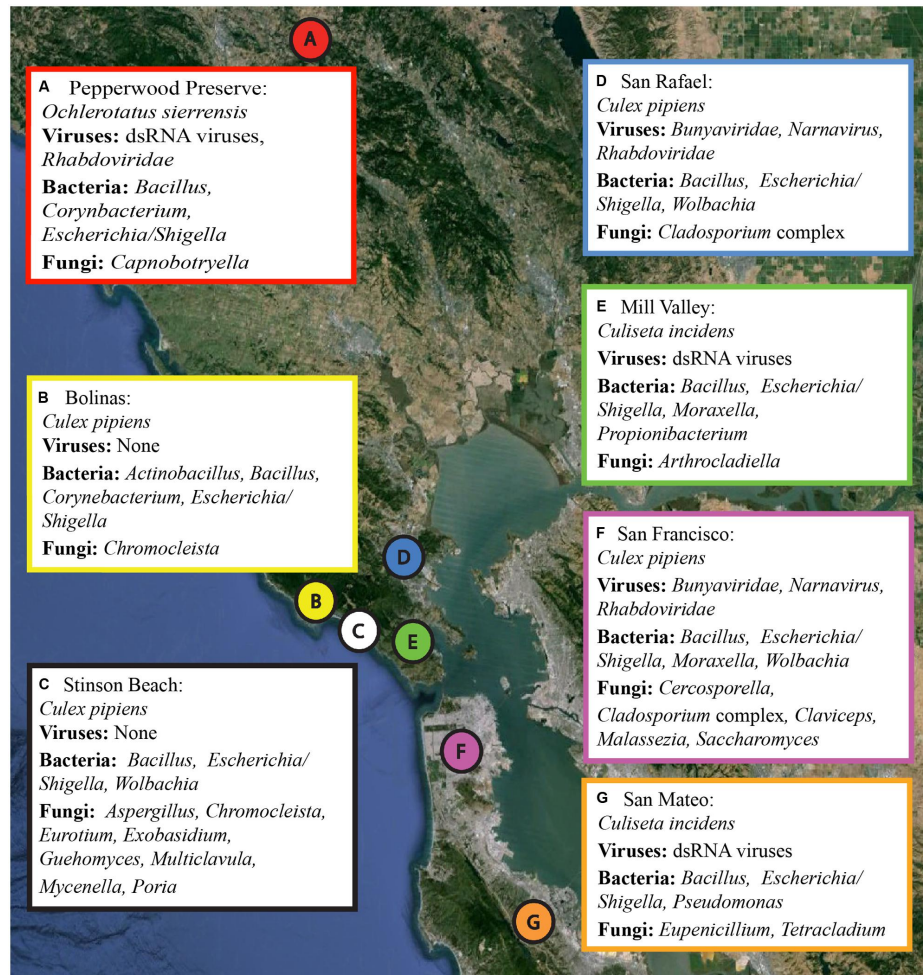 A
A Pepperwood Preserve:
Ochlerotatus sierrensis
Viruses: dsRNA viruses,
Rhabdoviridae
Bacteria: Bacillus,
Corynbacterium,
Escherichia/Shigella
Fungi: Capnobotryella
B Bolinas:
Culex pipiens
Viruses: None
Bacteria: Actinobacillus, Bacillus,
Corynebacterium, Escherichia/
Shigella
Fungi: Chromocleista
C Stinson Beach:
Culex pipiens
Viruses: None
Bacteria: Bacillus, Escherichia/
Shigella, Wolbachia
Fungi: Aspergillus, Chromocleista,
Eurotium, Exobasidium,
Guehomyces, Multiclavula,
Mycenella, Poria
D San Rafael:
Culex pipiens
Viruses: Bunyaviridae, Narnavirus,
Rhabdoviridae
Bacteria: Bacillus, Escherichia/
Shigella, Wolbachia
Fungi: Cladosporium complex
E Mill Valley:
Culiseta incidens
Viruses: dsRNA viruses
Bacteria: Bacillus, Escherichia/
Shigella, Moraxella,
Propionibacterium
Fungi: Arthrocladiella
F San Francisco:
Culex pipiens
Viruses: Bunyaviridae, Narnavirus,
Rhabdoviridae
Bacteria: Bacillus, Escherichia/
Shigella, Moraxella, Wolbachia
Fungi: Cercosporella,
Cladosporium complex, Claviceps,
Malassezia, Saccharomyces
G San Mateo:
Culiseta incidens
Viruses: dsRNA viruses
Bacteria: Bacillus, Escherichia/
Shigella, Pseudomonas
Fungi: Eupenicillium, Tetracladium
D
B
C
E
F
G